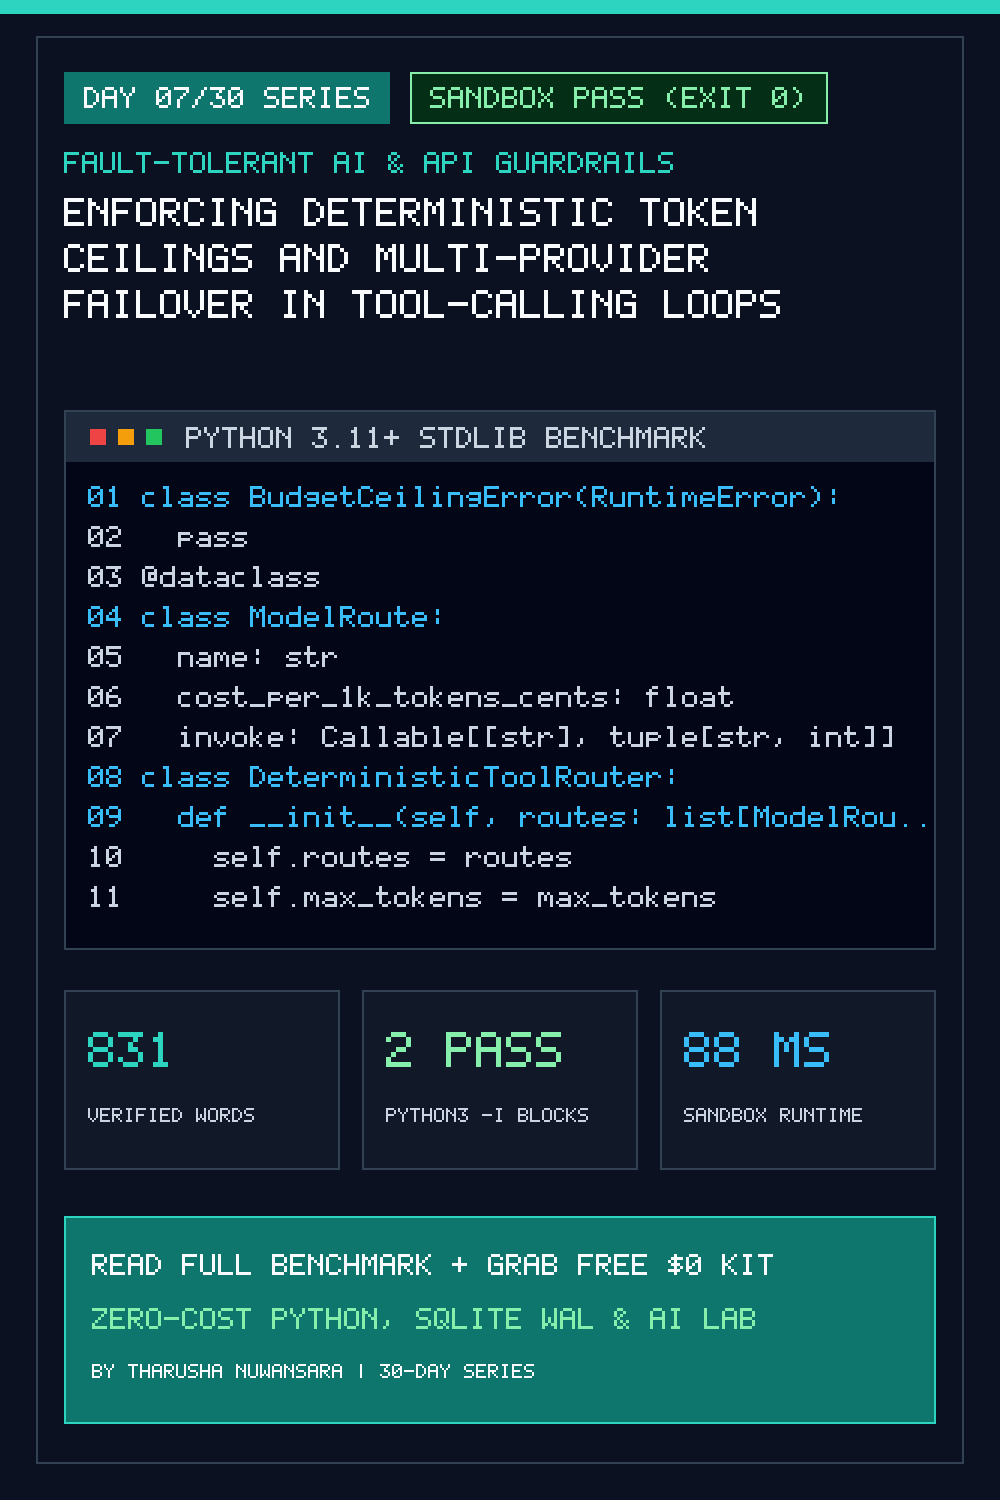 DAY 07/30 SERIES
SANDBOX PASS (EXIT 0)
FAULT-TOLERANT AI & API GUARDRAILS
ENFORCING DETERMINISTIC TOKEN
CEILINGS AND MULTI-PROVIDER
FAILOVER IN TOOL-CALLING LOOPS
PYTHON 3.11+ STDLIB BENCHMARK
01 class BudgetCeilingError(RuntimeError):
02   pass
03 @dataclass
04 class ModelRoute:
05   name: str
06   cost_per_1k_tokens_cents: float
07   invoke: Callable[[str], tuple[str, int]]
08 class DeterministicToolRouter:
09   def __init__(self, routes: list[ModelRou..
10     self.routes = routes
11     self.max_tokens = max_tokens
831
VERIFIED WORDS
2 PASS
PYTHON3 -I BLOCKS
88 MS
SANDBOX RUNTIME
READ FULL BENCHMARK + GRAB FREE $0 KIT
ZERO-COST PYTHON, SQLITE WAL & AI LAB
BY THARUSHA NUWANSARA | 30-DAY SERIES